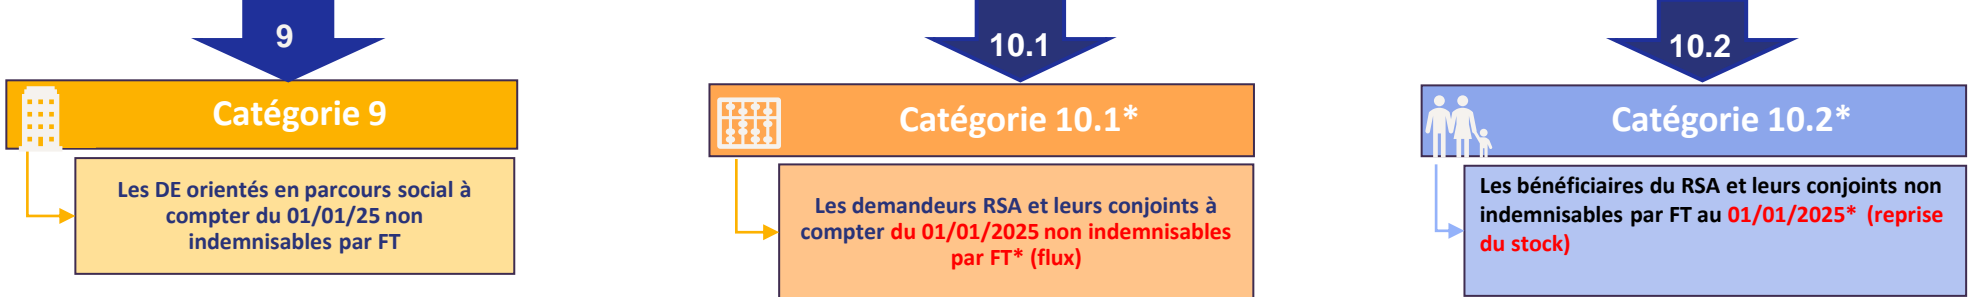 9
Catégorie 9
Les DE orientés en parcours social à
compter du 01/01/25 non
indemnisables par FT
10.1
Catégorie 10.1*
Les demandeurs RSA et leurs conjoints à
compter du 01/01/2025 non indemnisables
par FT* (flux)
10.2
Catégorie 10.2*
Les bénéficiaires du RSA et leurs conjoints non
indemnisables par FT au 01/01/2025* (reprise
du stock)